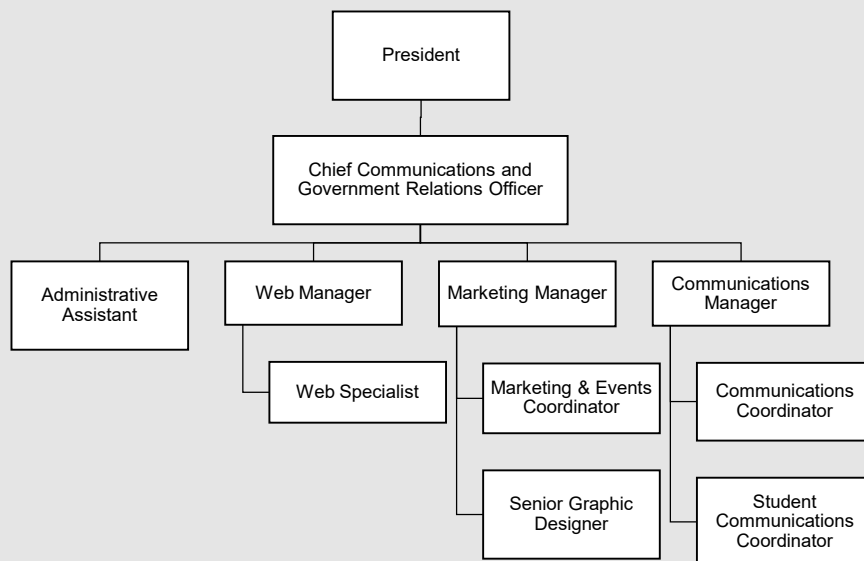 President
Chief Communications and
Government Relations Officer
Administrative
Assistant
Web Manager
Marketing Manager
Communications
Manager
Web Specialist
Marketing & Events
Coordinator
Communications
Coordinator
Senior Graphic
Designer
Student
Communications
Coordinator